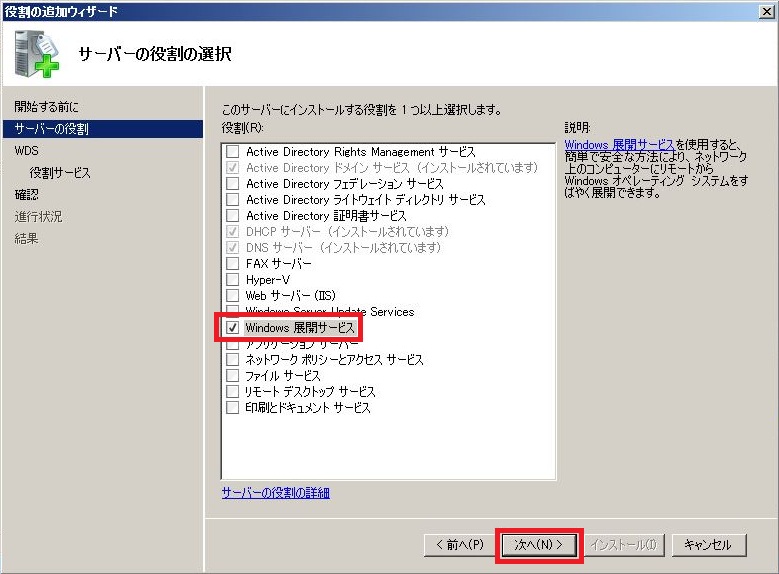 役割の追加ウィザード
サーバーの役割の選択
開始する前に
サーバーの役割
WDS
役割サービス
確認
進行状況
結果
このサーバーにインストールする役割を 1 つ以上選択します。
役割(R):
Active Directory Rights Management サービス
Active Directory ドメイン サービス (インストールされています)
Active Directory フェデレーション サービス
Active Directory ライトウェイト ディレクトリ サービス
Active Directory 証明書サービス
DHCP サーバー (インストールされています)
DNS サーバー (インストールされています)
FAX サーバー
Hyper-V
Web サーバー (IIS)
Windows Server Update Services
Windows 展開サービス
アプリケーション サーバー
ネットワーク ポリシーとアクセス サービス
ファイル サービス
リモート デスクトップ サービス
印刷とドキュメント サービス
サーバーの役割の詳細
説明:
Windows 展開サービスを使用すると、
簡単で安全な方法により、ネットワーク
上のコンピューターにリモートから
Windows オペレーティング システムをす
ばやく展開できます。
< 前へ(P)
次へ(N) >
インストール(I)
キャンセル